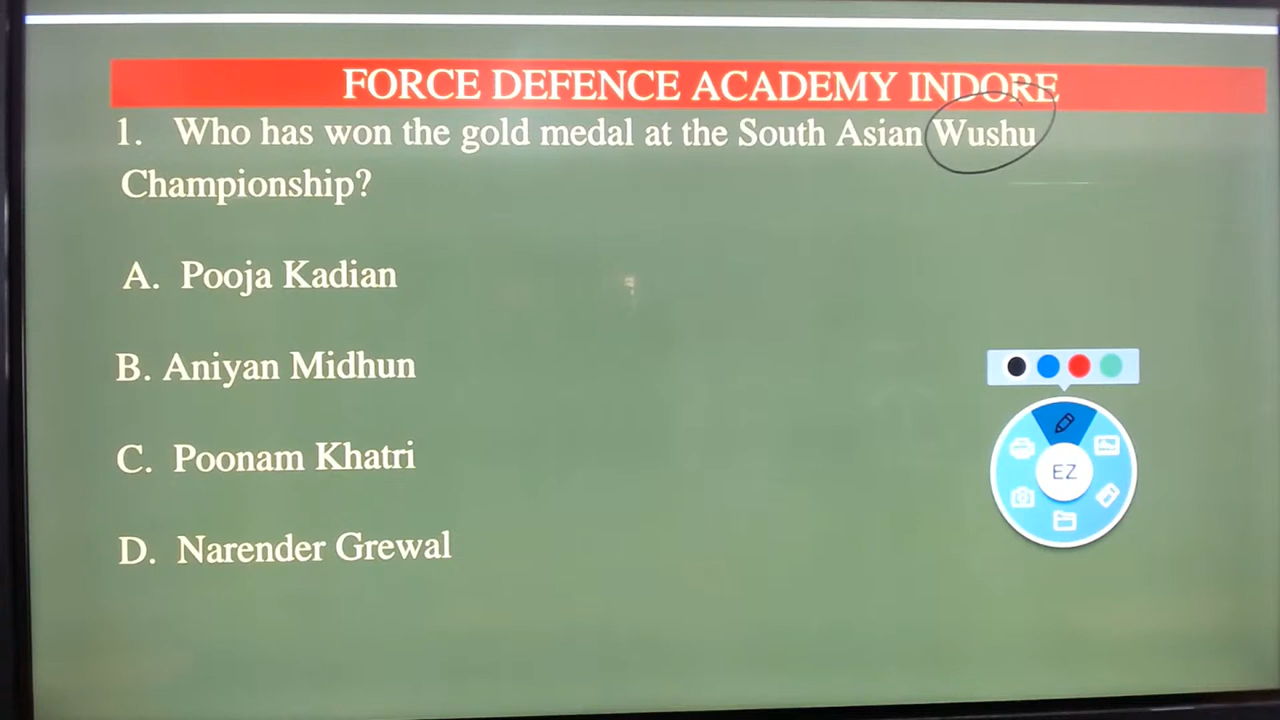 FORCE DEFENCE ACADEMY INDORE
1. Who has won the gold medal at the South Asian Wushu
Championship?
A. Pooja Kadian
B. Aniyan Midhun
C. Poonam Khatri
D. Narender Grewal
EZ